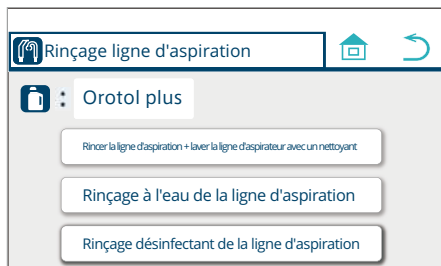 Rinçage ligne d'aspiration
: Orotol plus
Rincer la ligne d'aspiration + laver la ligne d'aspirateur avec un nettoyant
Rinçage à l'eau de la ligne d'aspiration
Rinçage désinfectant de la ligne d'aspiration